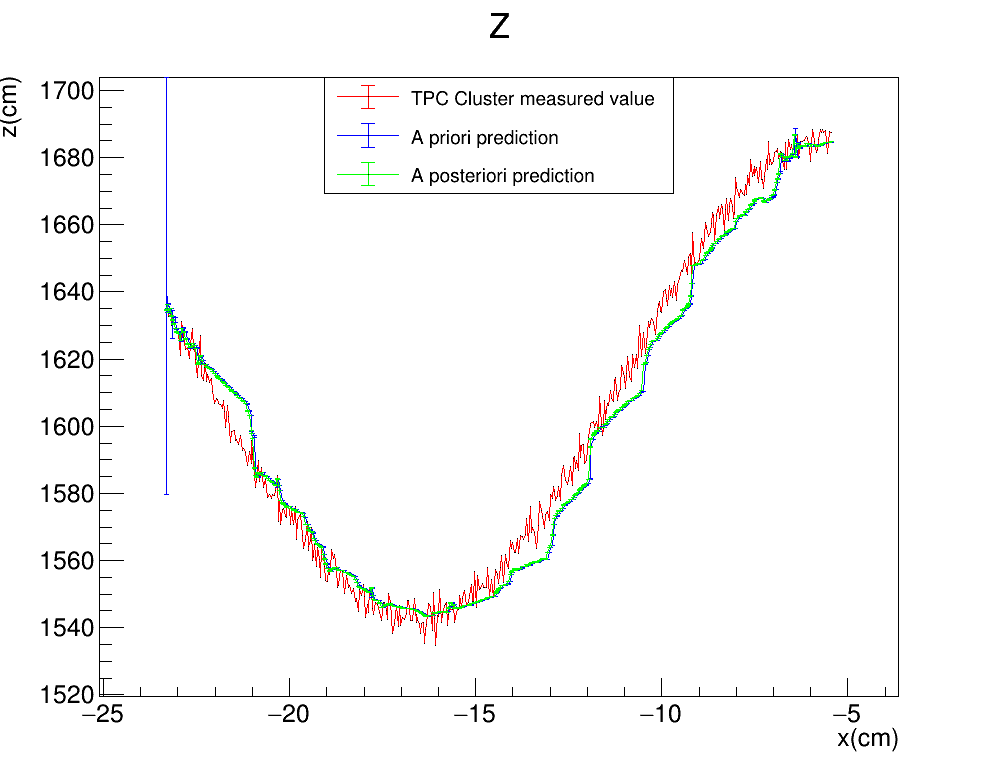 Z
z(cm)
TPC Cluster measured value
A priori prediction
A posteriori prediction
1700
1680
1660
1640
1620
1600
1580
1560
1540
1520
−25
−20
−15
−10
−5
x(cm)